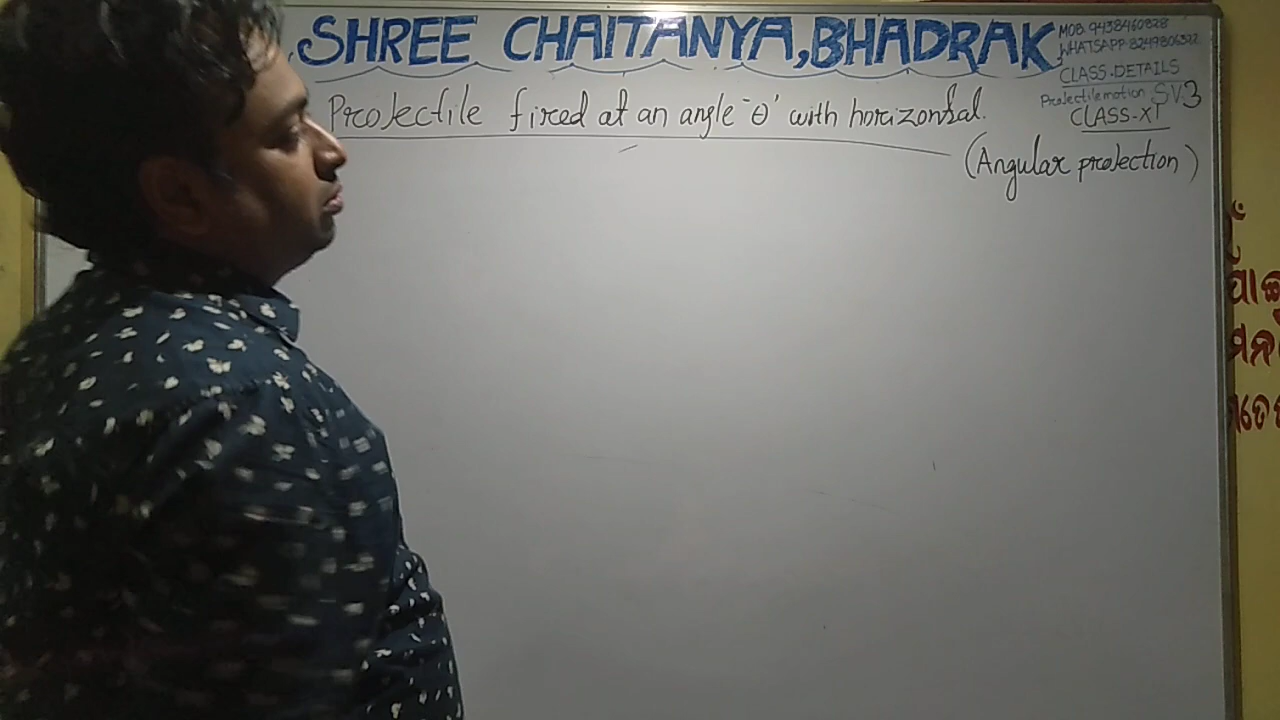 SHREE CHAITANYA, BHADRAK
MOB. 9438460828
WHATSAPP 8249806322
CLASS.DETAILS
Projectile motion SV3
CLASS-XI
Projectile fired at an angle 'θ' with horizontal.
(Angular projection)